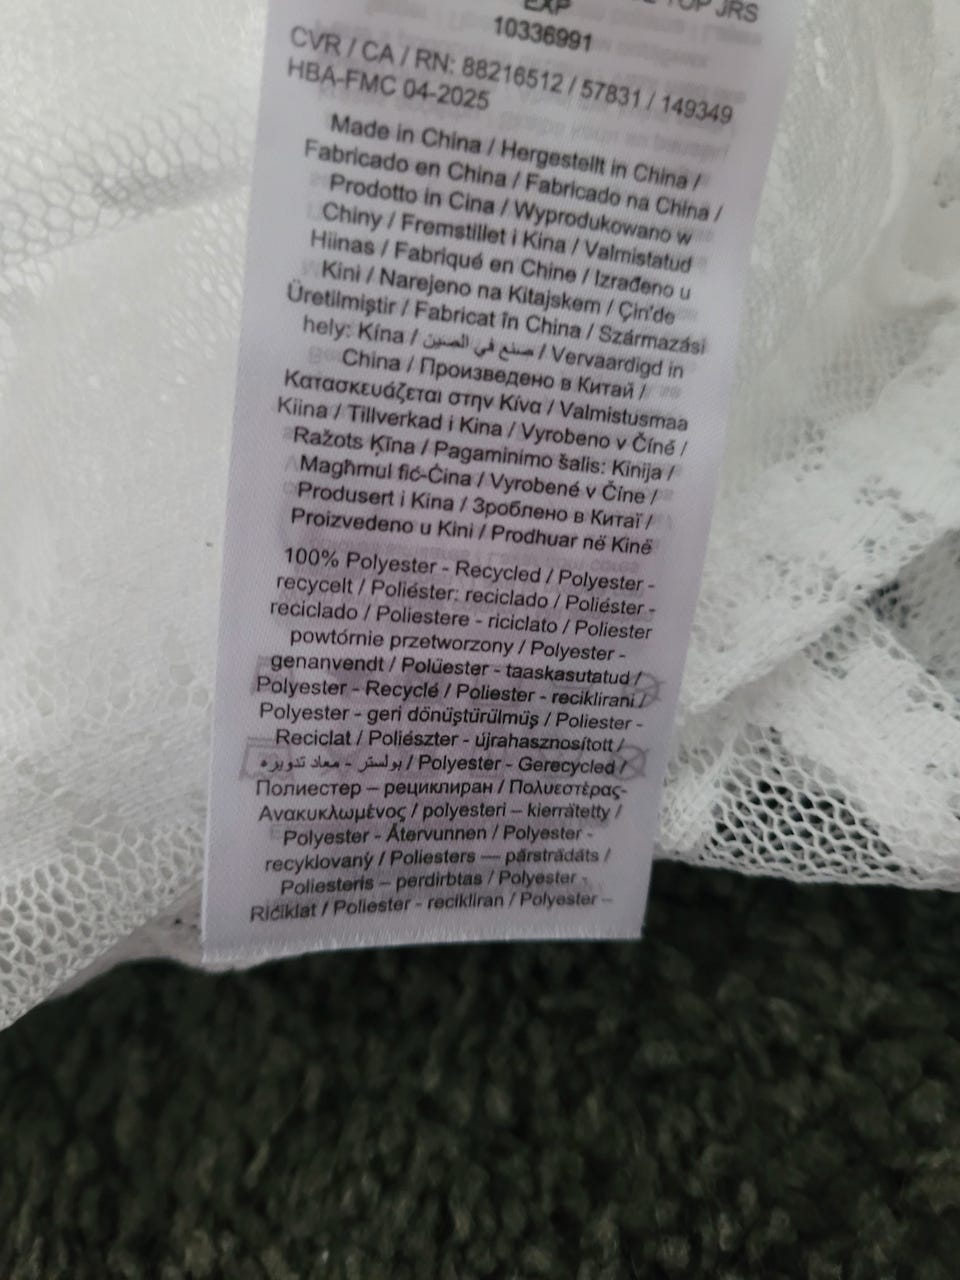 TOP JRS
EXP
10336991
CVR / CA / RN: 88216512 / 57831 / 149349
HBA-FMC 04-2025
Made in China / Hergestellt in China /
Fabricado en China / Fabricado na China /
Prodotto in Cina / Wyprodukowano w
Chiny / Fremstillet i Kina / Valmistatud
Hiinas / Fabriqué en Chine / Izrađeno u
Kini / Narejeno na Kitajskem / Çin'de
Üretilmiştir / Fabricat în China / Származási
hely: Kína / صنع في الصين / Vervaardigd in
China / Произведено в Китай /
Κατασκευάζεται στην Κίνα / Valmistusmaa
Kiina / Tillverkad i Kina / Vyrobeno v Číně /
Ražots Ķīna / Pagaminimo šalis: Kinija /
Magħmul fiċ-Ċina / Vyrobené v Číne /
Produsert i Kina / Зроблено в Китаї /
Proizvedeno u Kini / Prodhuar në Kinë
100% Polyester - Recycled / Polyester -
recycelt / Poliéster: reciclado / Poliéster -
reciclado / Poliestere - riciclato / Poliester
powtórnie przetworzony / Polyester -
genanvendt / Polüester - taaskasutatud /
Polyester - Recyclé / Poliester - reciklirani /
Polyester - geri dönüştürülmüş / Poliester -
Reciclat / Poliészter - újrahasznosított /
بولستر - معاد تدويره / Polyester - Gerecycled /
Полиестер – рециклиран / Πολυεστέρας-
Ανακυκλωμένος / polyesteri – kierrätetty /
Polyester - Återvunnen / Polyester -
recyklovaný / Poliesters — pārstrādāts /
Poliesteris – perdirbtas / Polyester -
Riċiklat / Poliester - recikliran / Polyester –